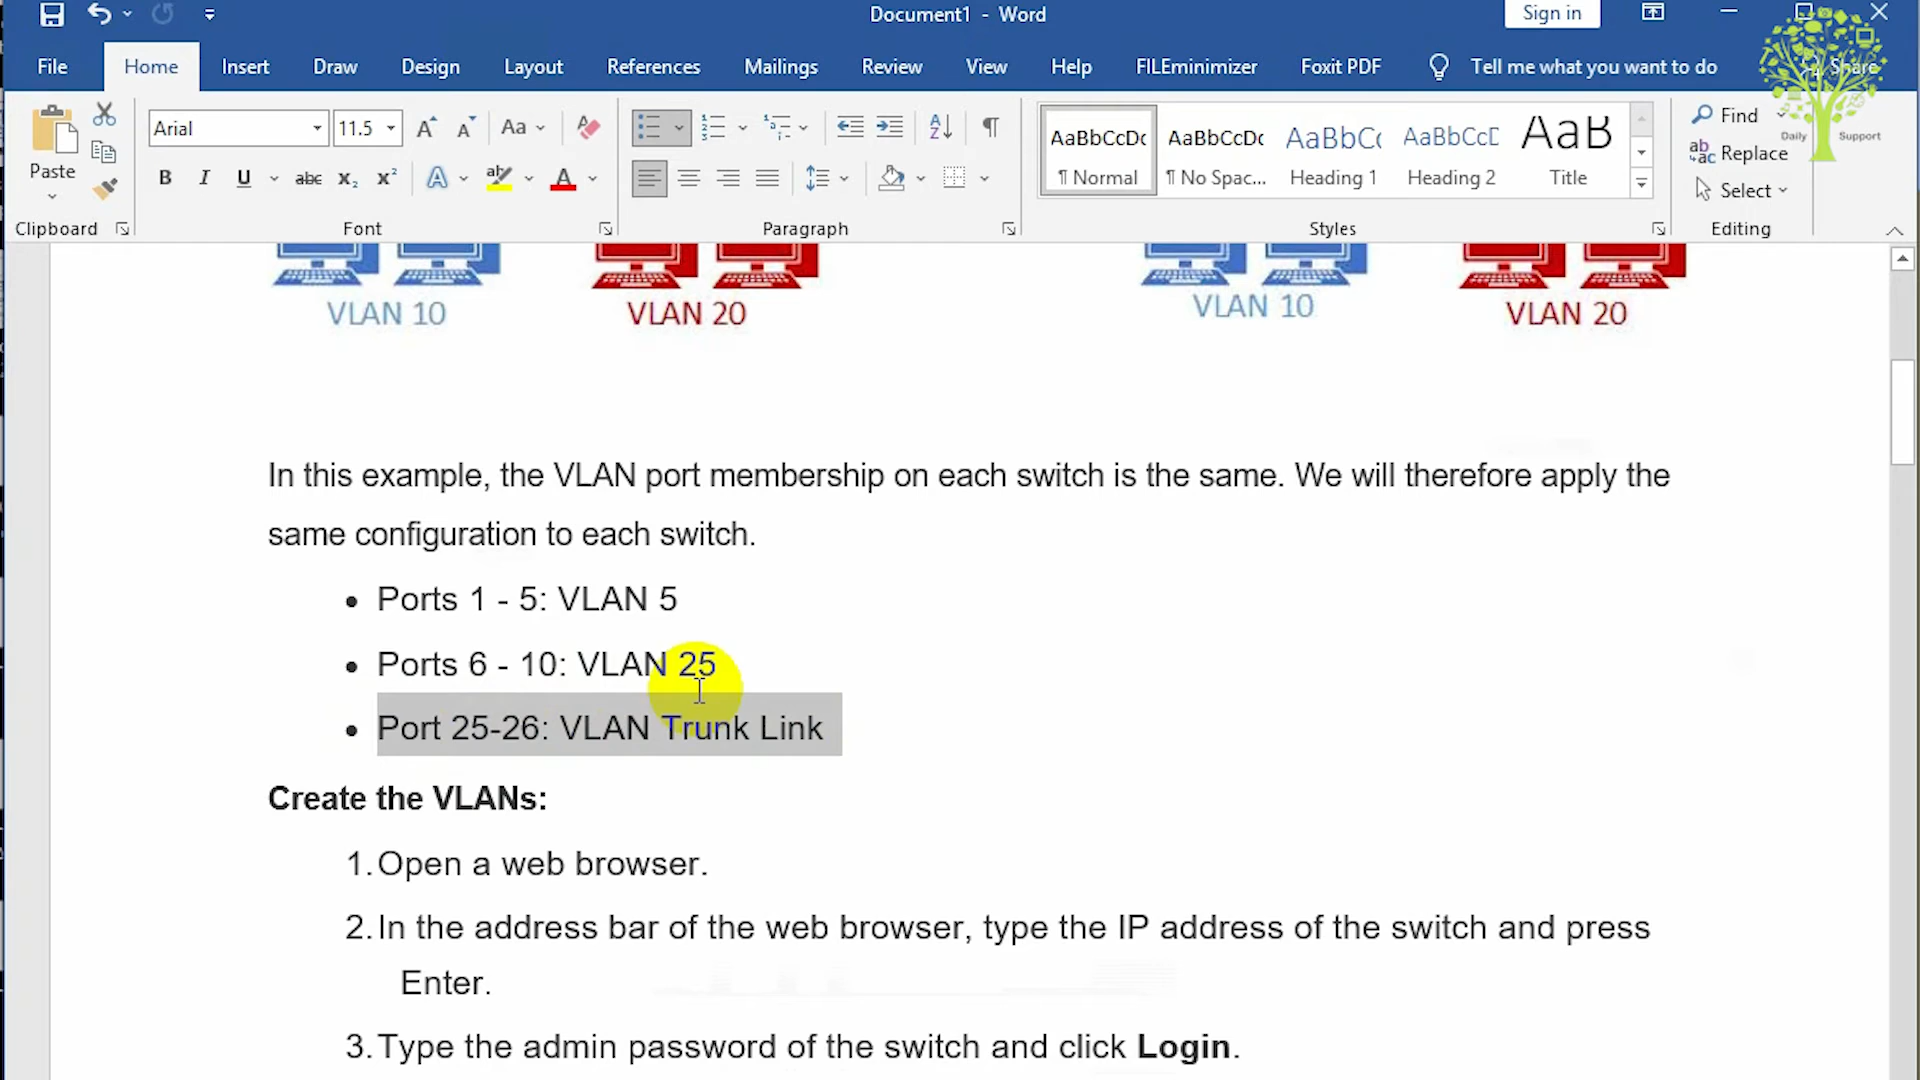 Document1 - Word
Sign in
File Home Insert Draw Design Layout References Mailings Review View Help FILEminimizer Foxit PDF Tell me what you want to do Share
Daily Support
Paste
Clipboard
Arial 11.5 Aa
B I U abc x₂ x² A ab A
Font
Paragraph
AaBbCcDc AaBbCcDc AaBbCc AaBbCcD AaB
¶ Normal ¶ No Spac... Heading 1 Heading 2 Title
Styles
Find
Replace
Select
Editing
VLAN 10 VLAN 20 VLAN 10 VLAN 20
In this example, the VLAN port membership on each switch is the same. We will therefore apply the
same configuration to each switch.
• Ports 1 - 5: VLAN 5
• Ports 6 - 10: VLAN 25
• Port 25-26: VLAN Trunk Link
Create the VLANs:
1. Open a web browser.
2. In the address bar of the web browser, type the IP address of the switch and press
Enter.
3. Type the admin password of the switch and click Login.